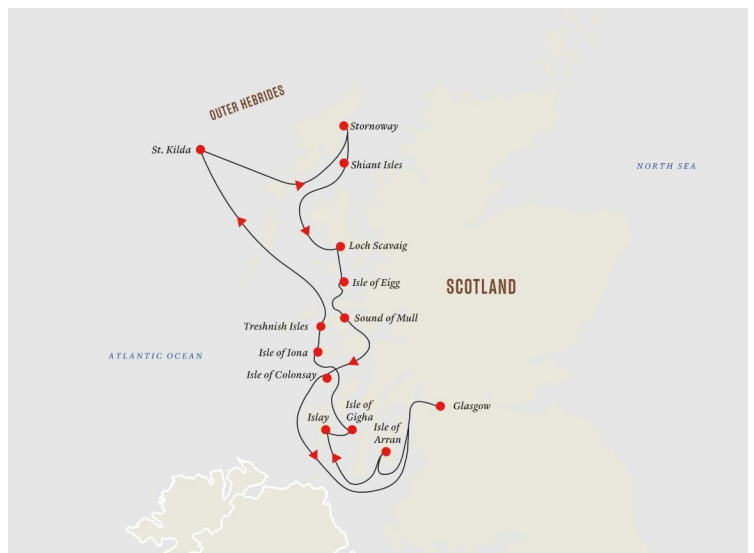 OUTER HEBRIDES
Stornoway
St. Kilda
Shiant Isles
NORTH SEA
Loch Scavaig
Isle of Eigg
SCOTLAND
Sound of Mull
Treshnish Isles
Isle of Iona
ATLANTIC OCEAN
Isle of Colonsay
Isle of
Gigha
Glasgow
Islay
Isle of
Arran